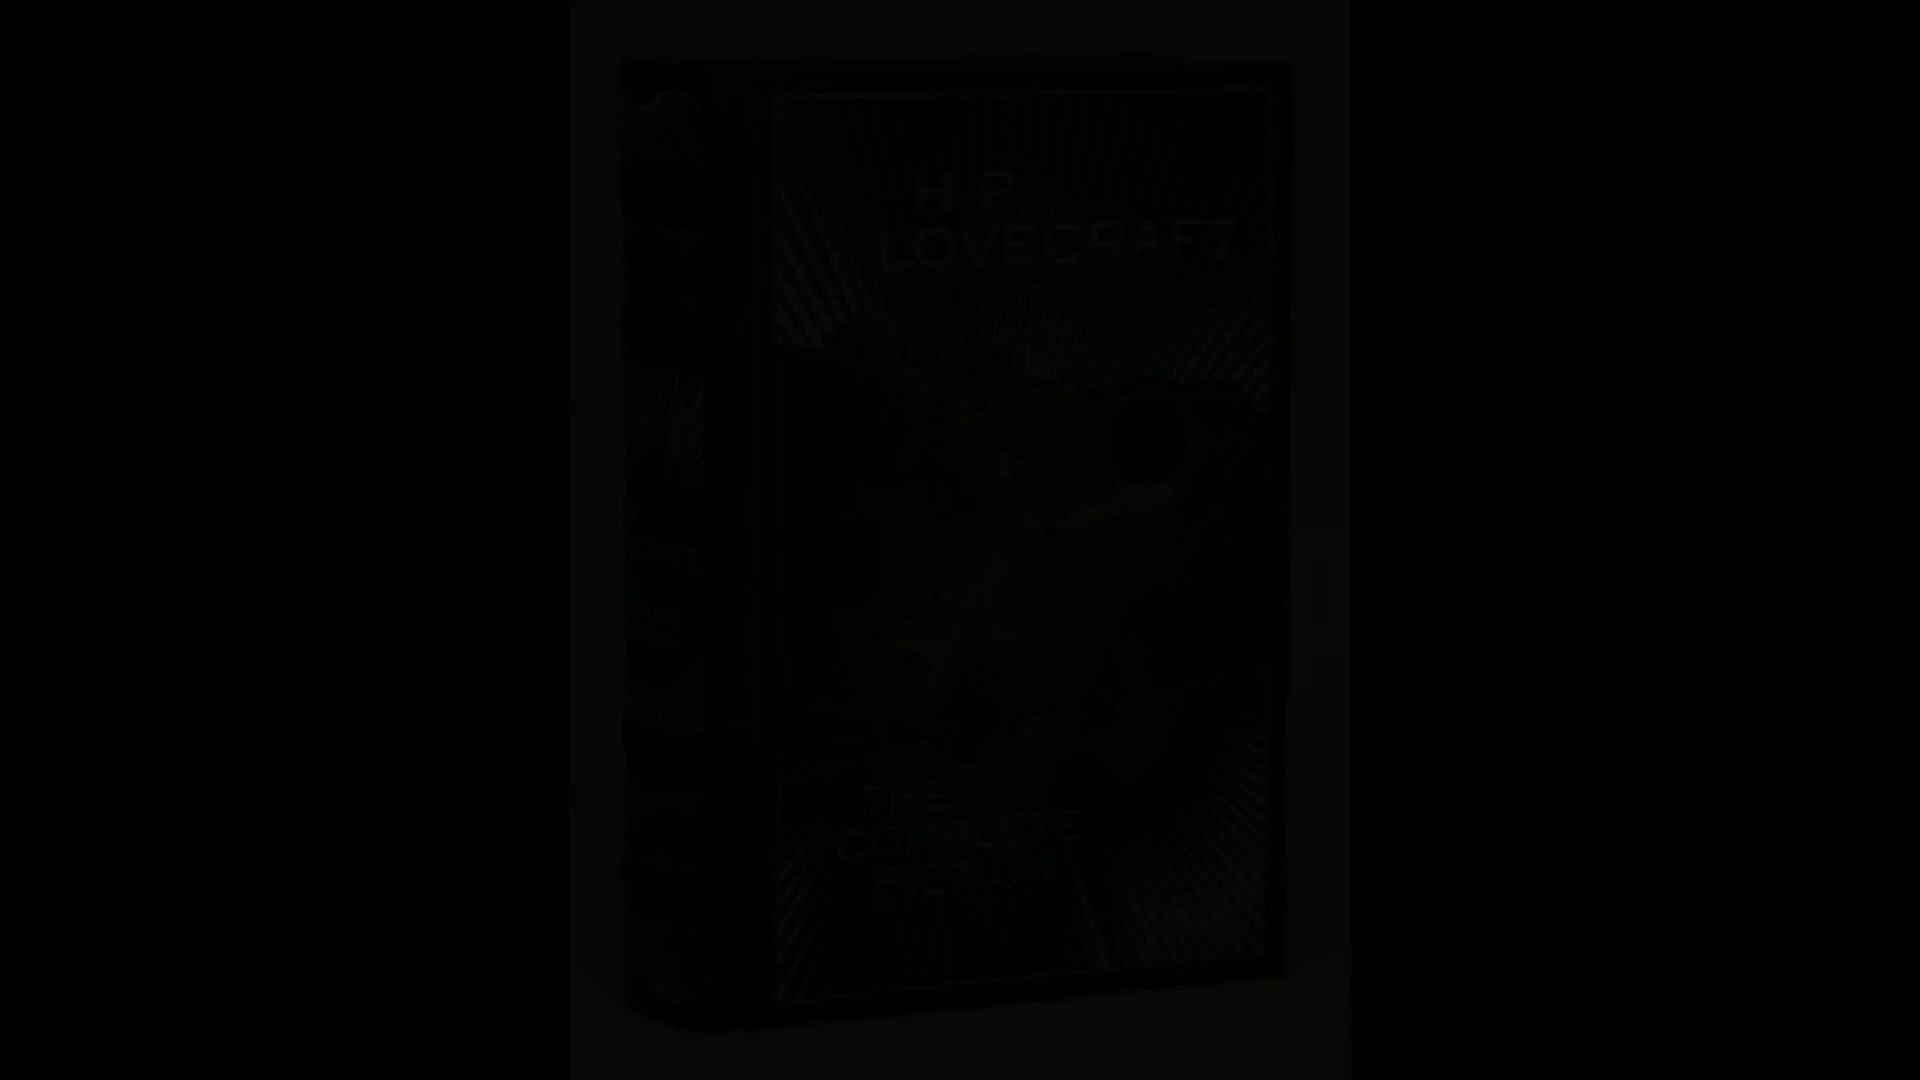 H. P.
LOVECRAFT
THE
COMPLETE
FICTION